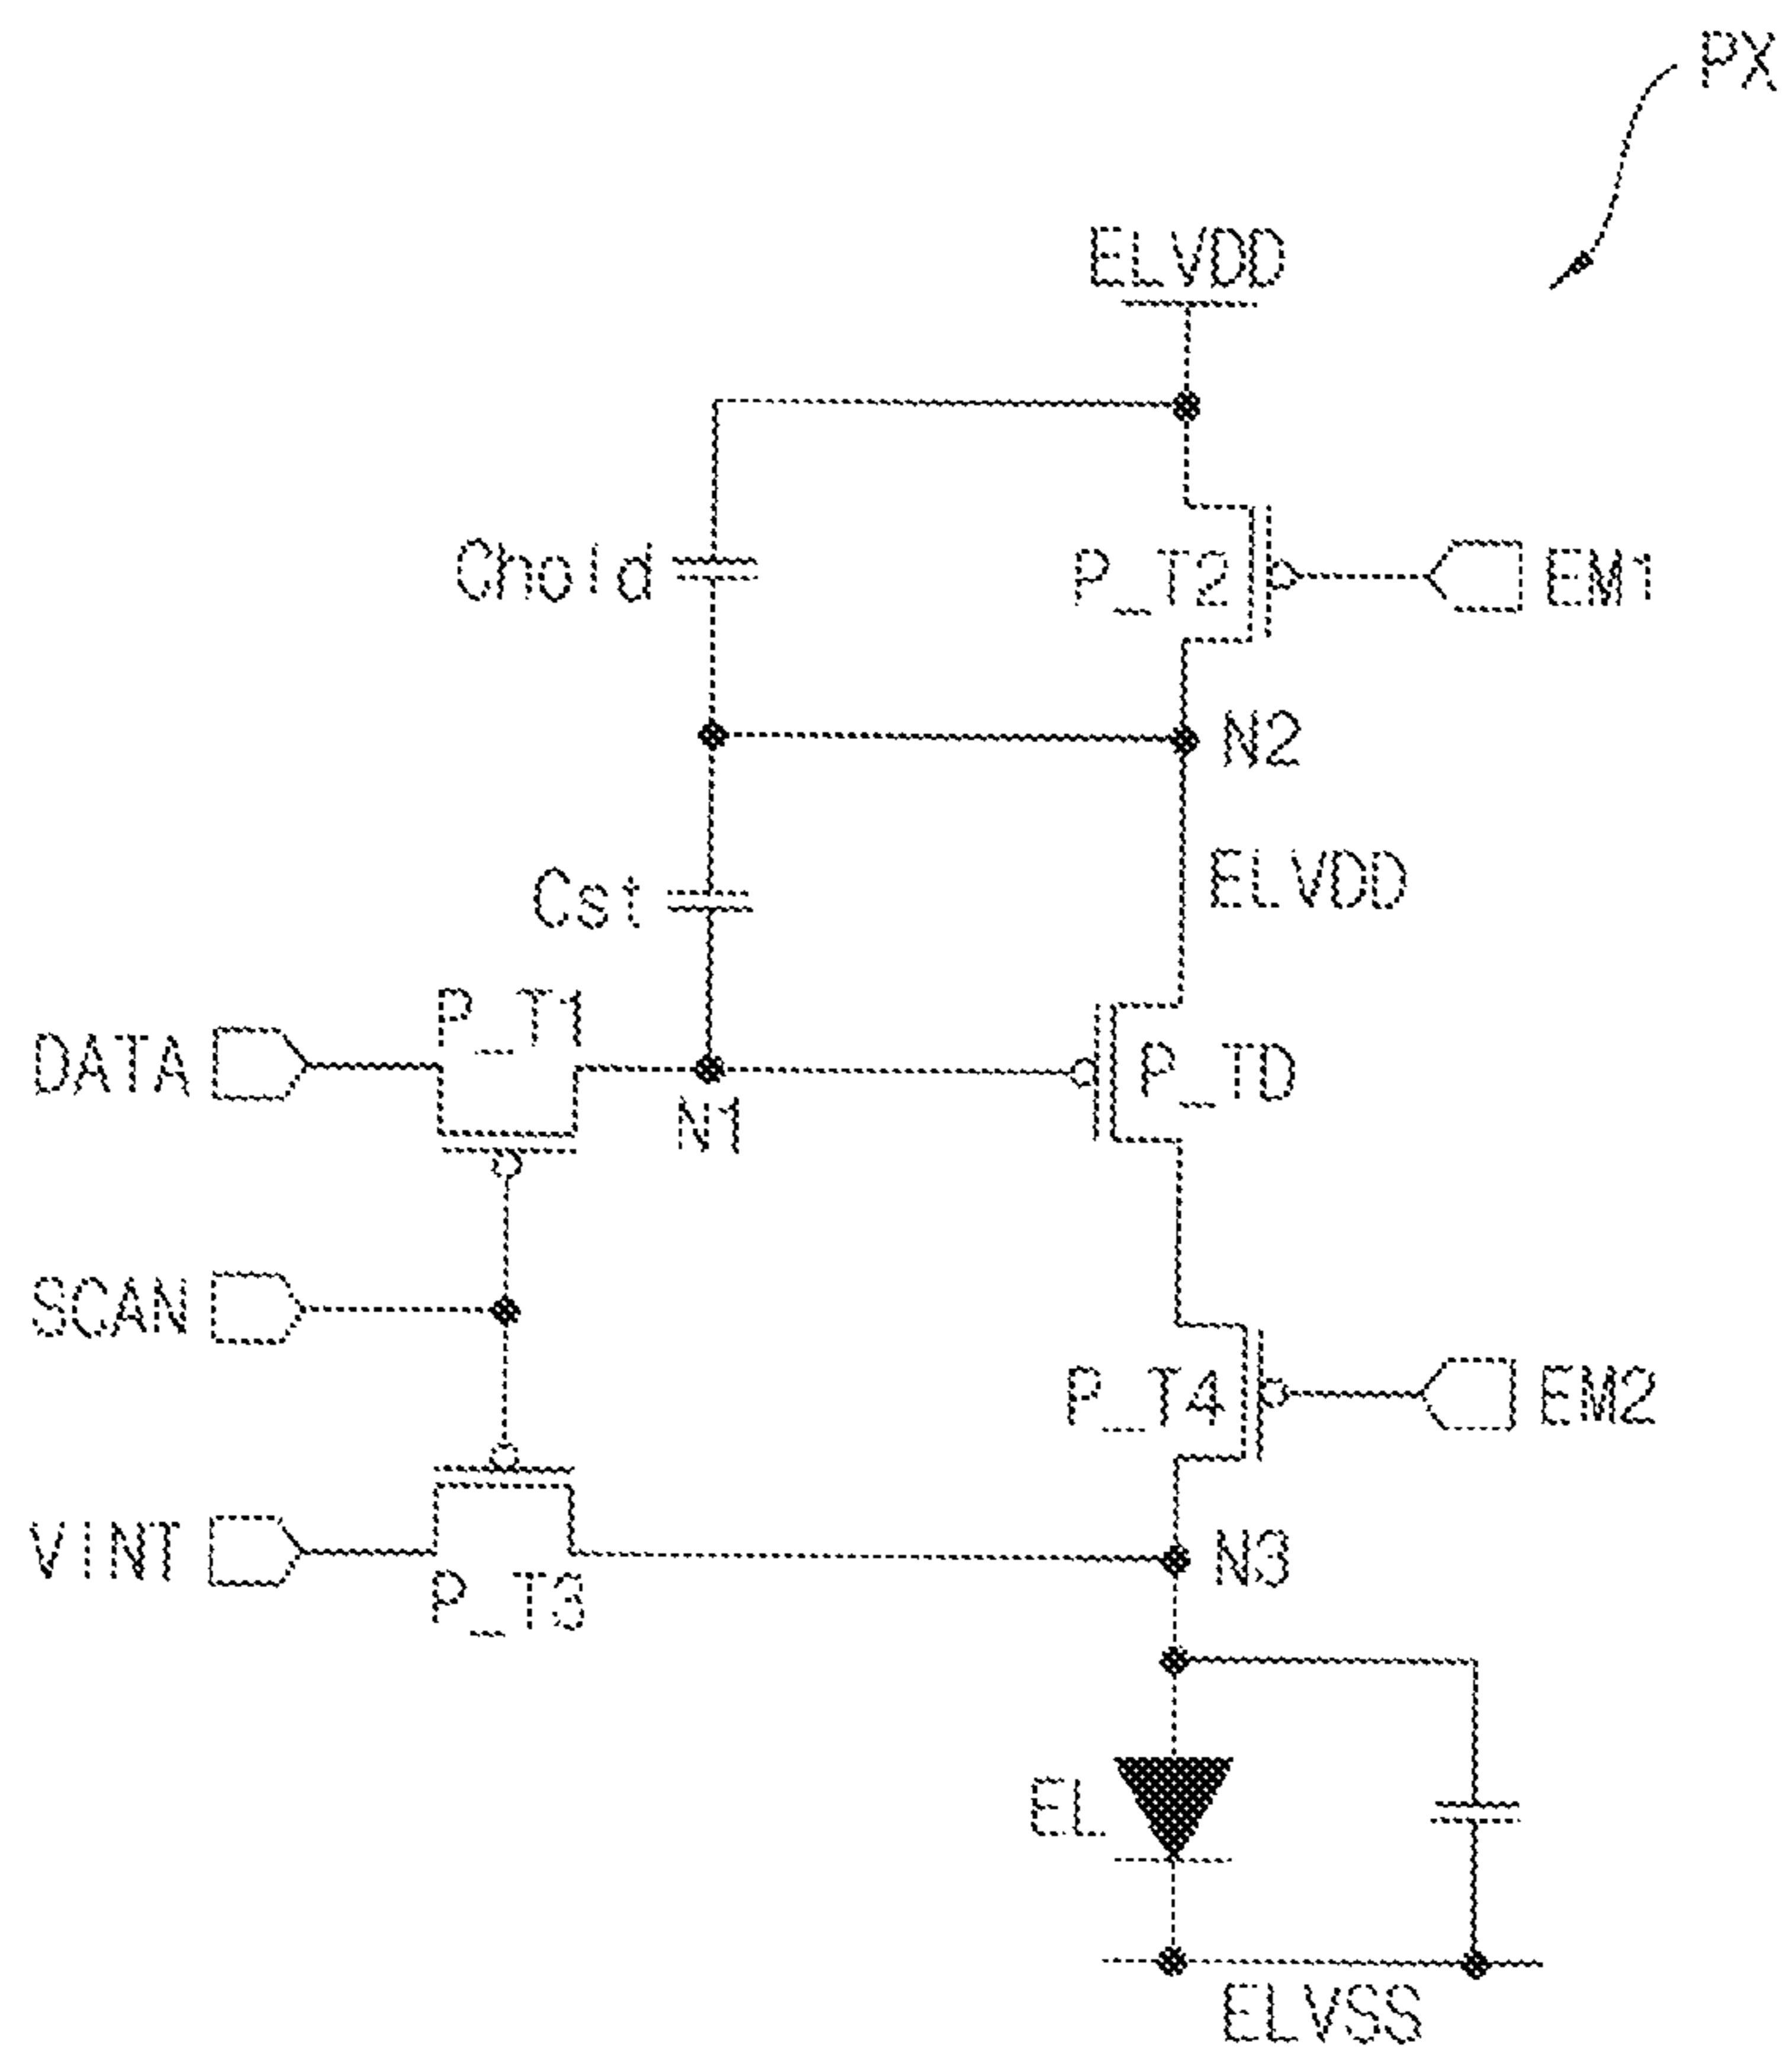 PX
ELVDD
Chold
P_T2
EM1
N2
ELVDD
Cst
P_T1
DATA
P_TD
N1
SCAN
P_T4
EM2
VINT
N3
P_T3
EL
ELVSS